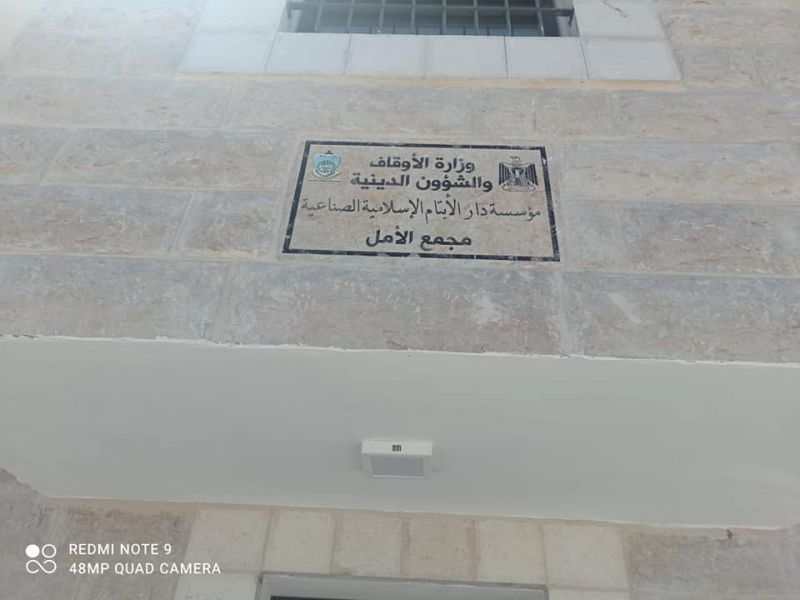 وزارة الأوقاف
والشؤون الدينية
مؤسسة دار الأيتام الإسلامية الصناعية
مجمع الأمل
REDMI NOTE 9
48MP QUAD CAMERA